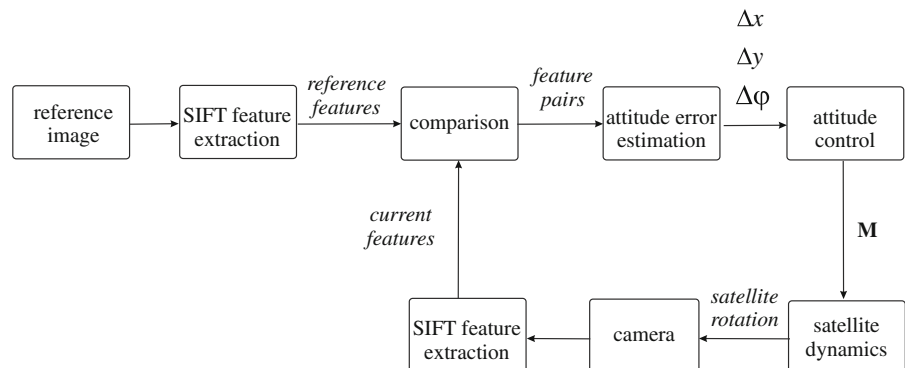 Δx
Δy
Δφ
reference
image
SIFT feature
extraction
reference
features
comparison
feature
pairs
attitude error
estimation
attitude
control
current
features
M
SIFT feature
extraction
camera
satellite
rotation
satellite
dynamics